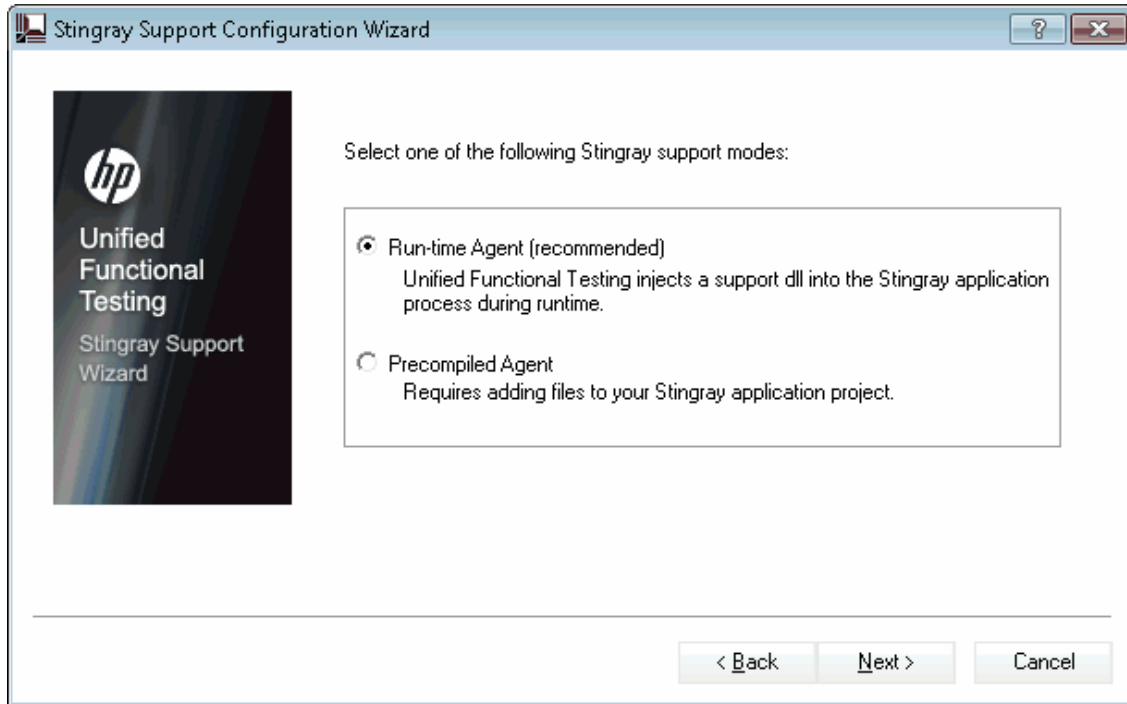 Stingray Support Configuration Wizard
?
hp
Unified
Functional
Testing
Stingray Support
Wizard
Select one of the following Stingray support modes:
Run-time Agent (recommended)
Unified Functional Testing injects a support dll into the Stingray application
process during runtime.
Precompiled Agent
Requires adding files to your Stingray application project.
< Back
Next >
Cancel